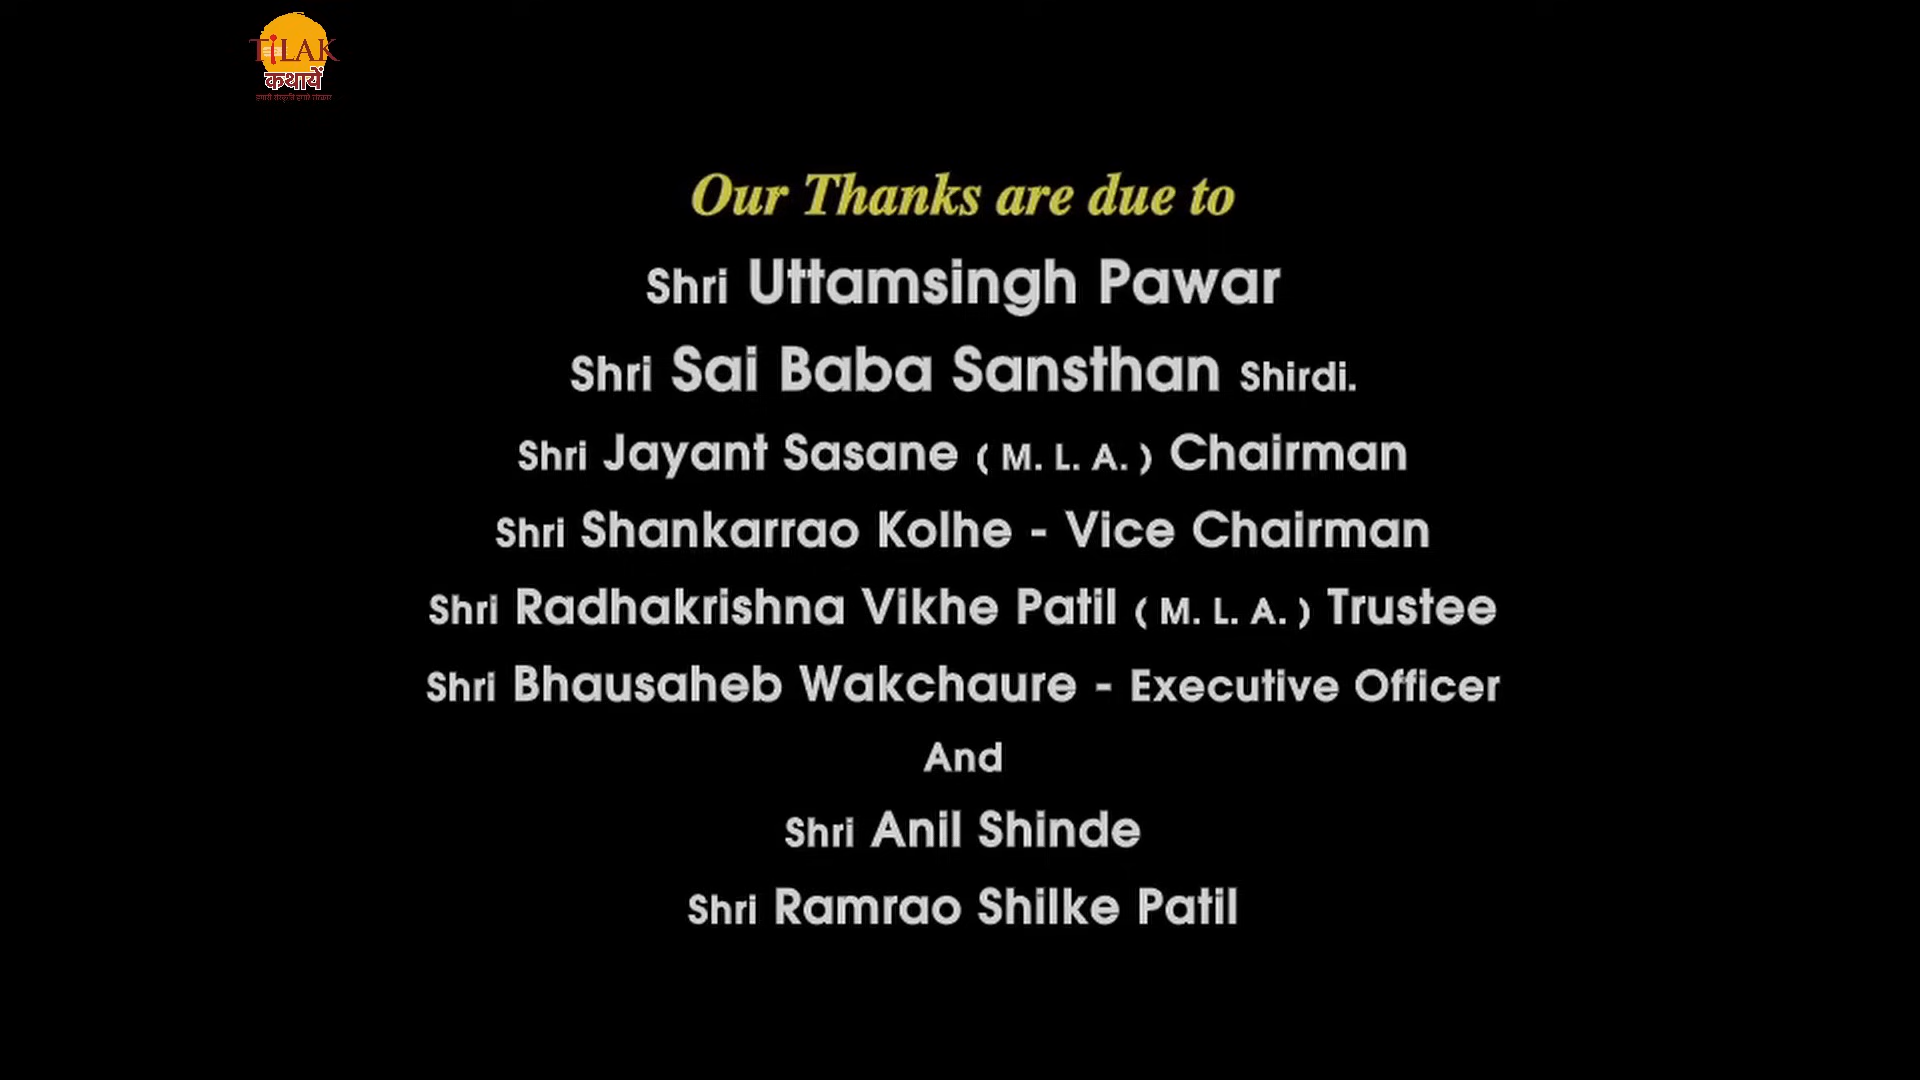 TiLAK
कथायें
हमारी संस्कृति हमारे संस्कार
Our Thanks are due to
Shri Uttamsingh Pawar
Shri Sai Baba Sansthan Shirdi.
Shri Jayant Sasane ( M. L. A. ) Chairman
Shri Shankarrao Kolhe - Vice Chairman
Shri Radhakrishna Vikhe Patil ( M. L. A. ) Trustee
Shri Bhausaheb Wakchaure - Executive Officer
And
Shri Anil Shinde
Shri Ramrao Shilke Patil